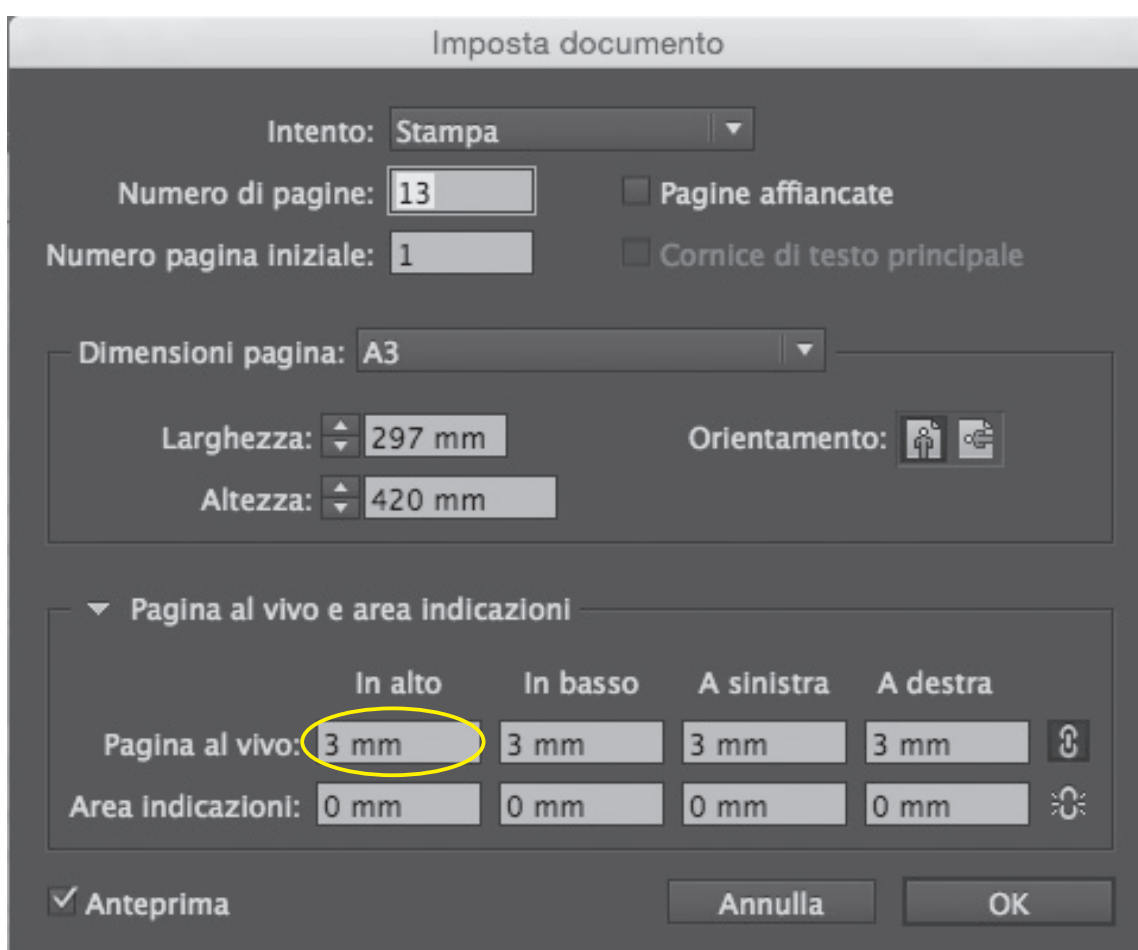 Imposta documento
Intento: Stampa
Numero di pagine: 13 Pagine affiancate
Numero pagina iniziale: 1 Cornice di testo principale
Dimensioni pagina: A3
Larghezza: 297 mm Orientamento:
Altezza: 420 mm
Pagina al vivo e area indicazioni
In alto In basso A sinistra A destra
Pagina al vivo: 3 mm 3 mm 3 mm 3 mm
Area indicazioni: 0 mm 0 mm 0 mm 0 mm
Anteprima Annulla OK